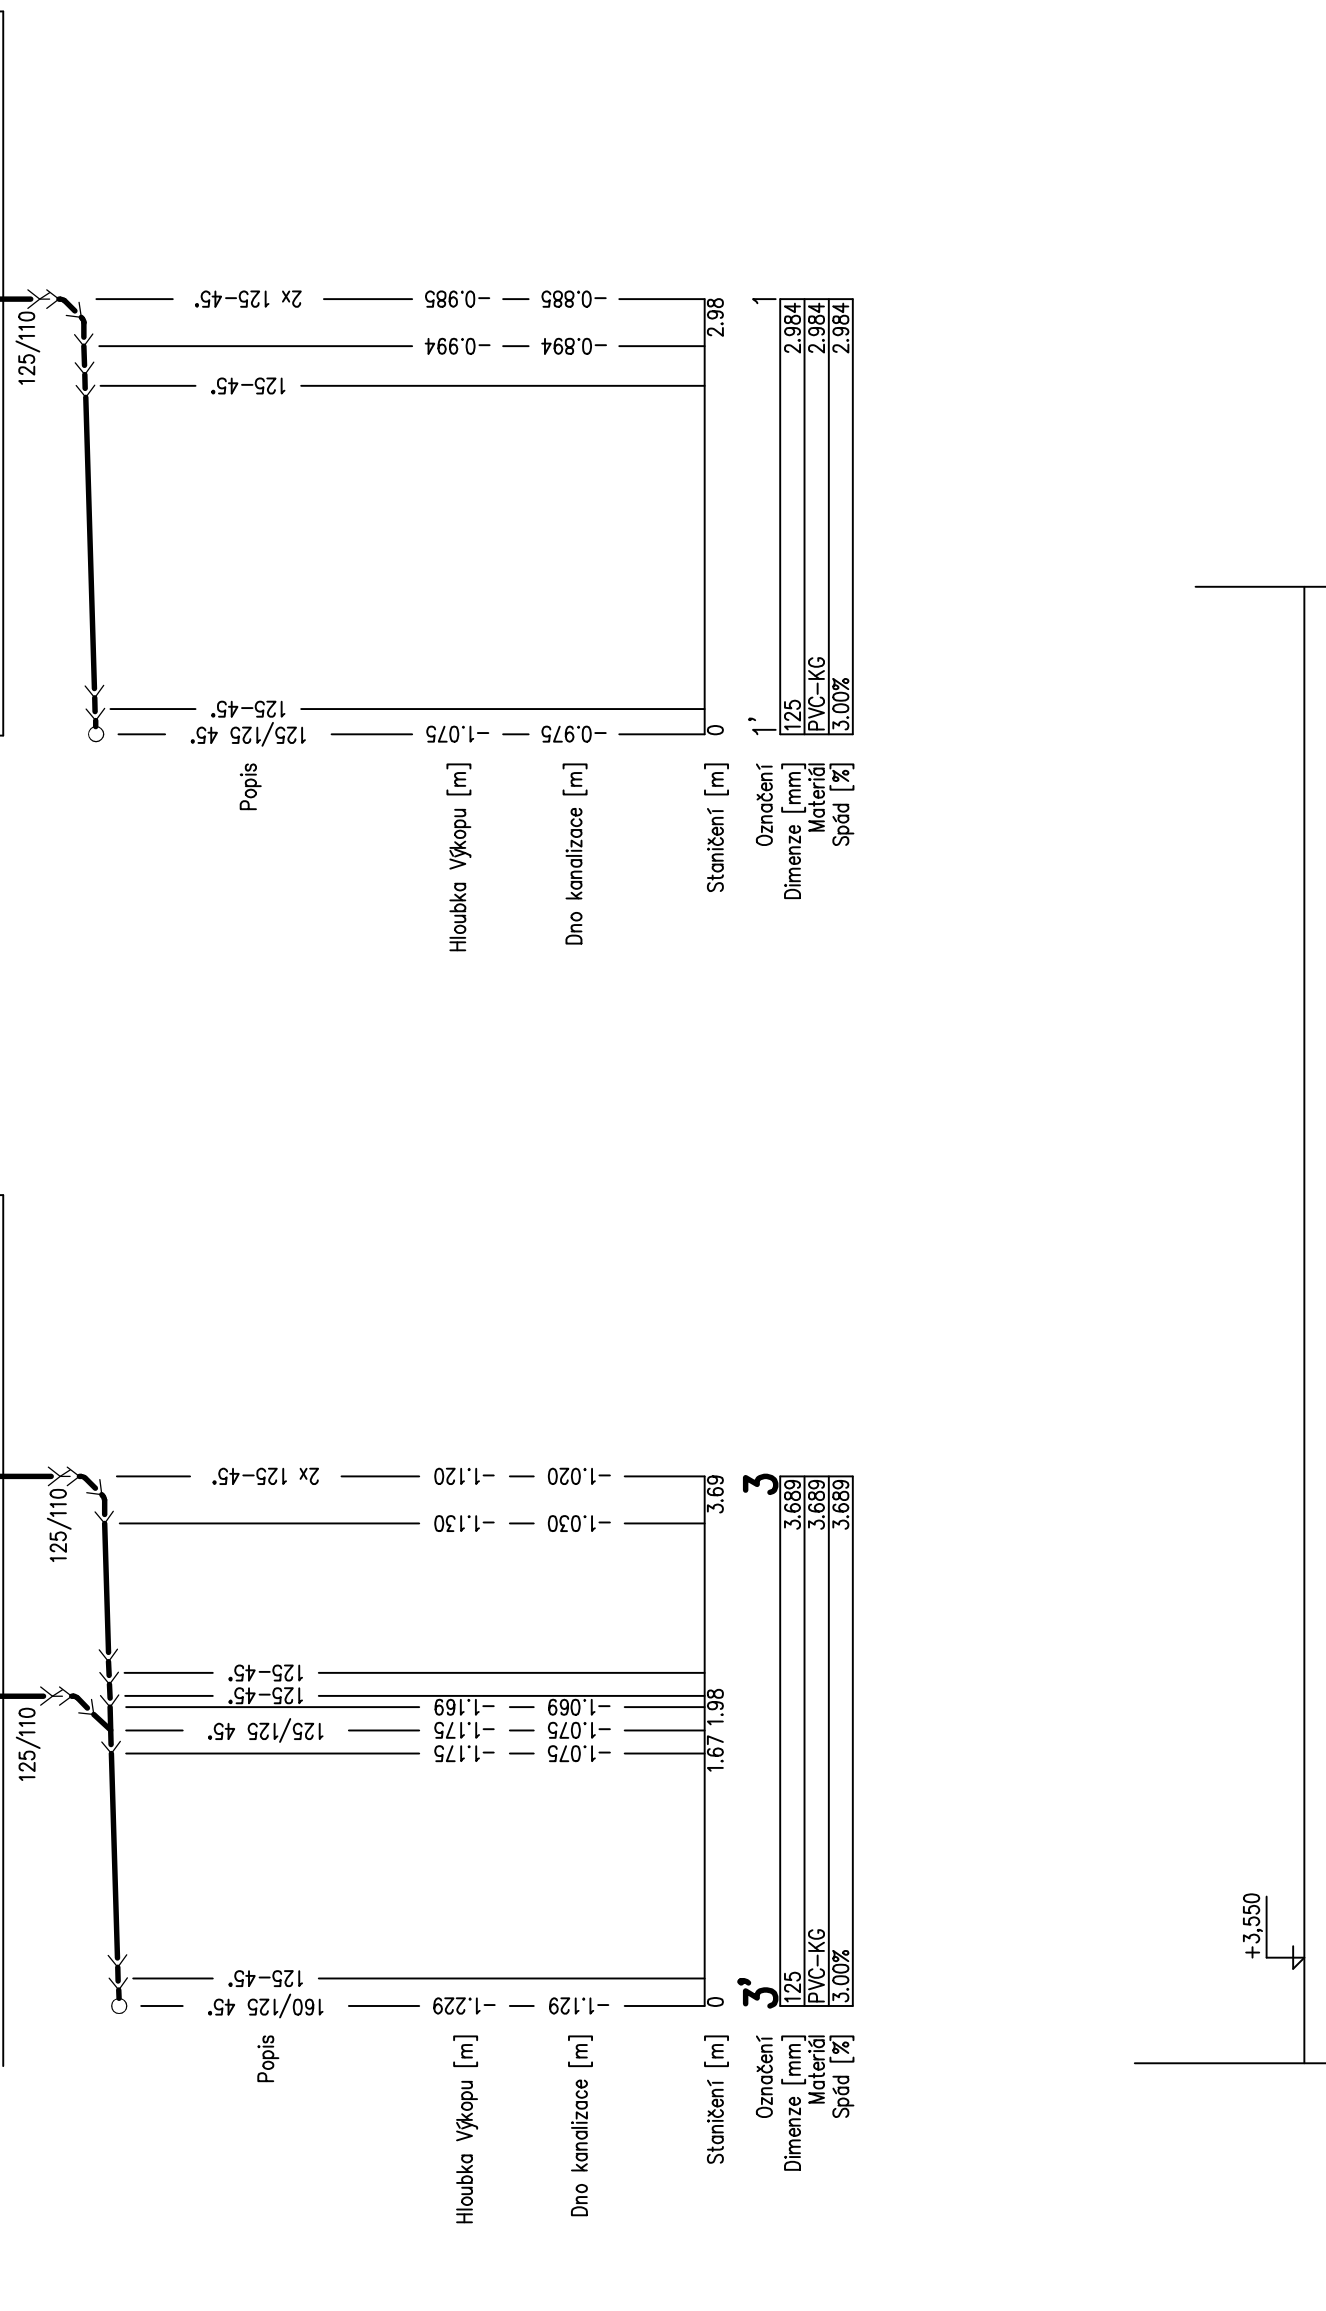 125/110
2x 125-45°
-0.985
-0.885
2.98
-0.994
-0.894
125-45°
125-45°
125/125 45°
-1.075
-0.975
0
1'
1
125
2.984
PVC-KG
2.984
3.00%
2.984
Popis
Hloubka Výkopu [m]
Dno kanalizace [m]
Staničení [m]
Označení
Dimenze [mm]
Materiál
Spád [%]
125/110
125/110
2x 125-45°
-1.120
-1.020
3.69
-1.130
-1.030
125-45°
125-45°
-1.169
-1.069
1.98
125/125 45°
-1.175
-1.075
-1.175
-1.075
1.67
125-45°
160/125 45°
-1.229
-1.129
0
3'
3
125
3.689
PVC-KG
3.689
3.00%
3.689
Popis
Hloubka Výkopu [m]
Dno kanalizace [m]
Staničení [m]
Označení
Dimenze [mm]
Materiál
Spád [%]
+3,550